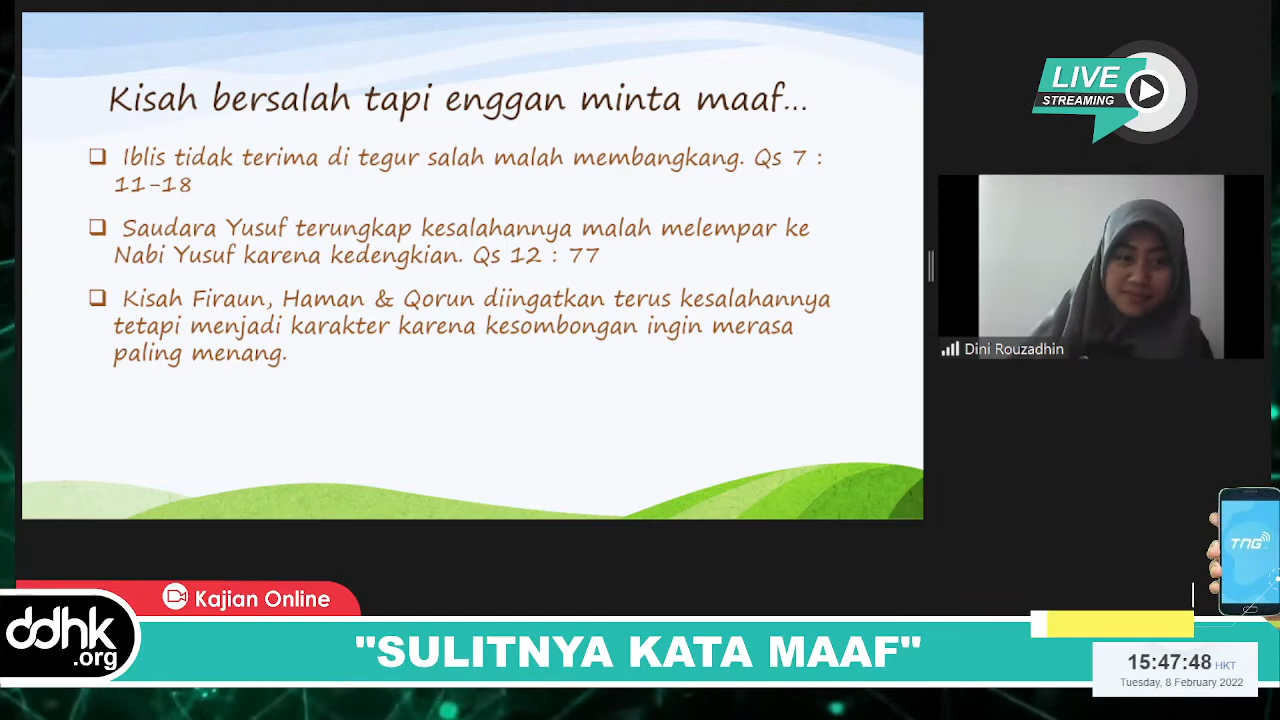 Kisah bersalah tapi enggan minta maaf...
❑ Iblis tidak terima di tegur salah malah membangkang. Qs 7 :
11-18
❑ Saudara Yusuf terungkap kesalahannya malah melempar ke
Nabi Yusuf karena kedengkian. Qs 12 : 77
❑ Kisah Firaun, Haman & Qorun diingatkan terus kesalahannya
tetapi menjadi karakter karena kesombongan ingin merasa
paling menang.
LIVE
STREAMING
Dini Rouzadhin
TNG
Kajian Online
ddhk
.org
"SULITNYA KATA MAAF"
15:47:48 HKT
Tuesday, 8 February 2022